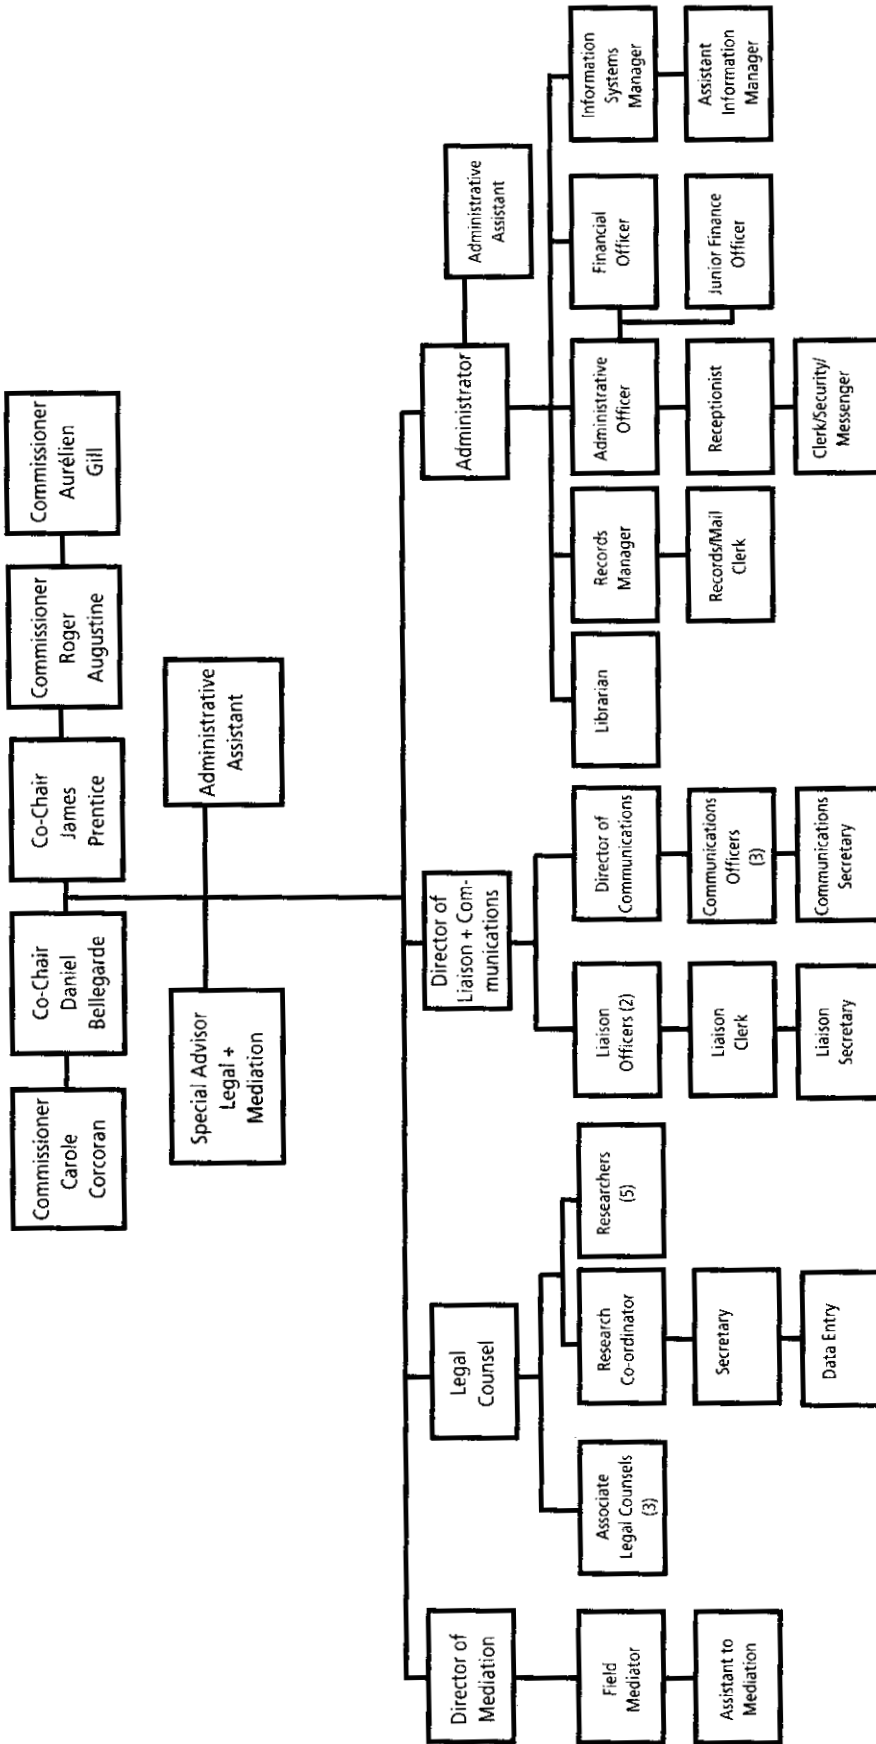 Commissioner
Carole
Corcoran
Co-Chair
Daniel
Bellegarde
Co-Chair
James
Prentice
Commissioner
Roger
Augustine
Commissioner
Aurélien
Gill
Special Advisor
Legal +
Mediation
Administrative
Assistant
Director of
Mediation
Legal
Counsel
Director of
Liaison + Com-
munications
Administrator
Administrative
Assistant
Field
Mediator
Associate
Legal Counsels
(3)
Research
Co-ordinator
Researchers
(5)
Liaison
Officers (2)
Director of
Communications
Librarian
Records
Manager
Administrative
Officer
Financial
Officer
Information
Systems
Manager
Assistant to
Mediation
Secretary
Liaison
Clerk
Communications
Officers
(3)
Records/Mail
Clerk
Receptionist
Junior Finance
Officer
Assistant
Information
Manager
Data Entry
Liaison
Secretary
Communications
Secretary
Clerk/Security/
Messenger